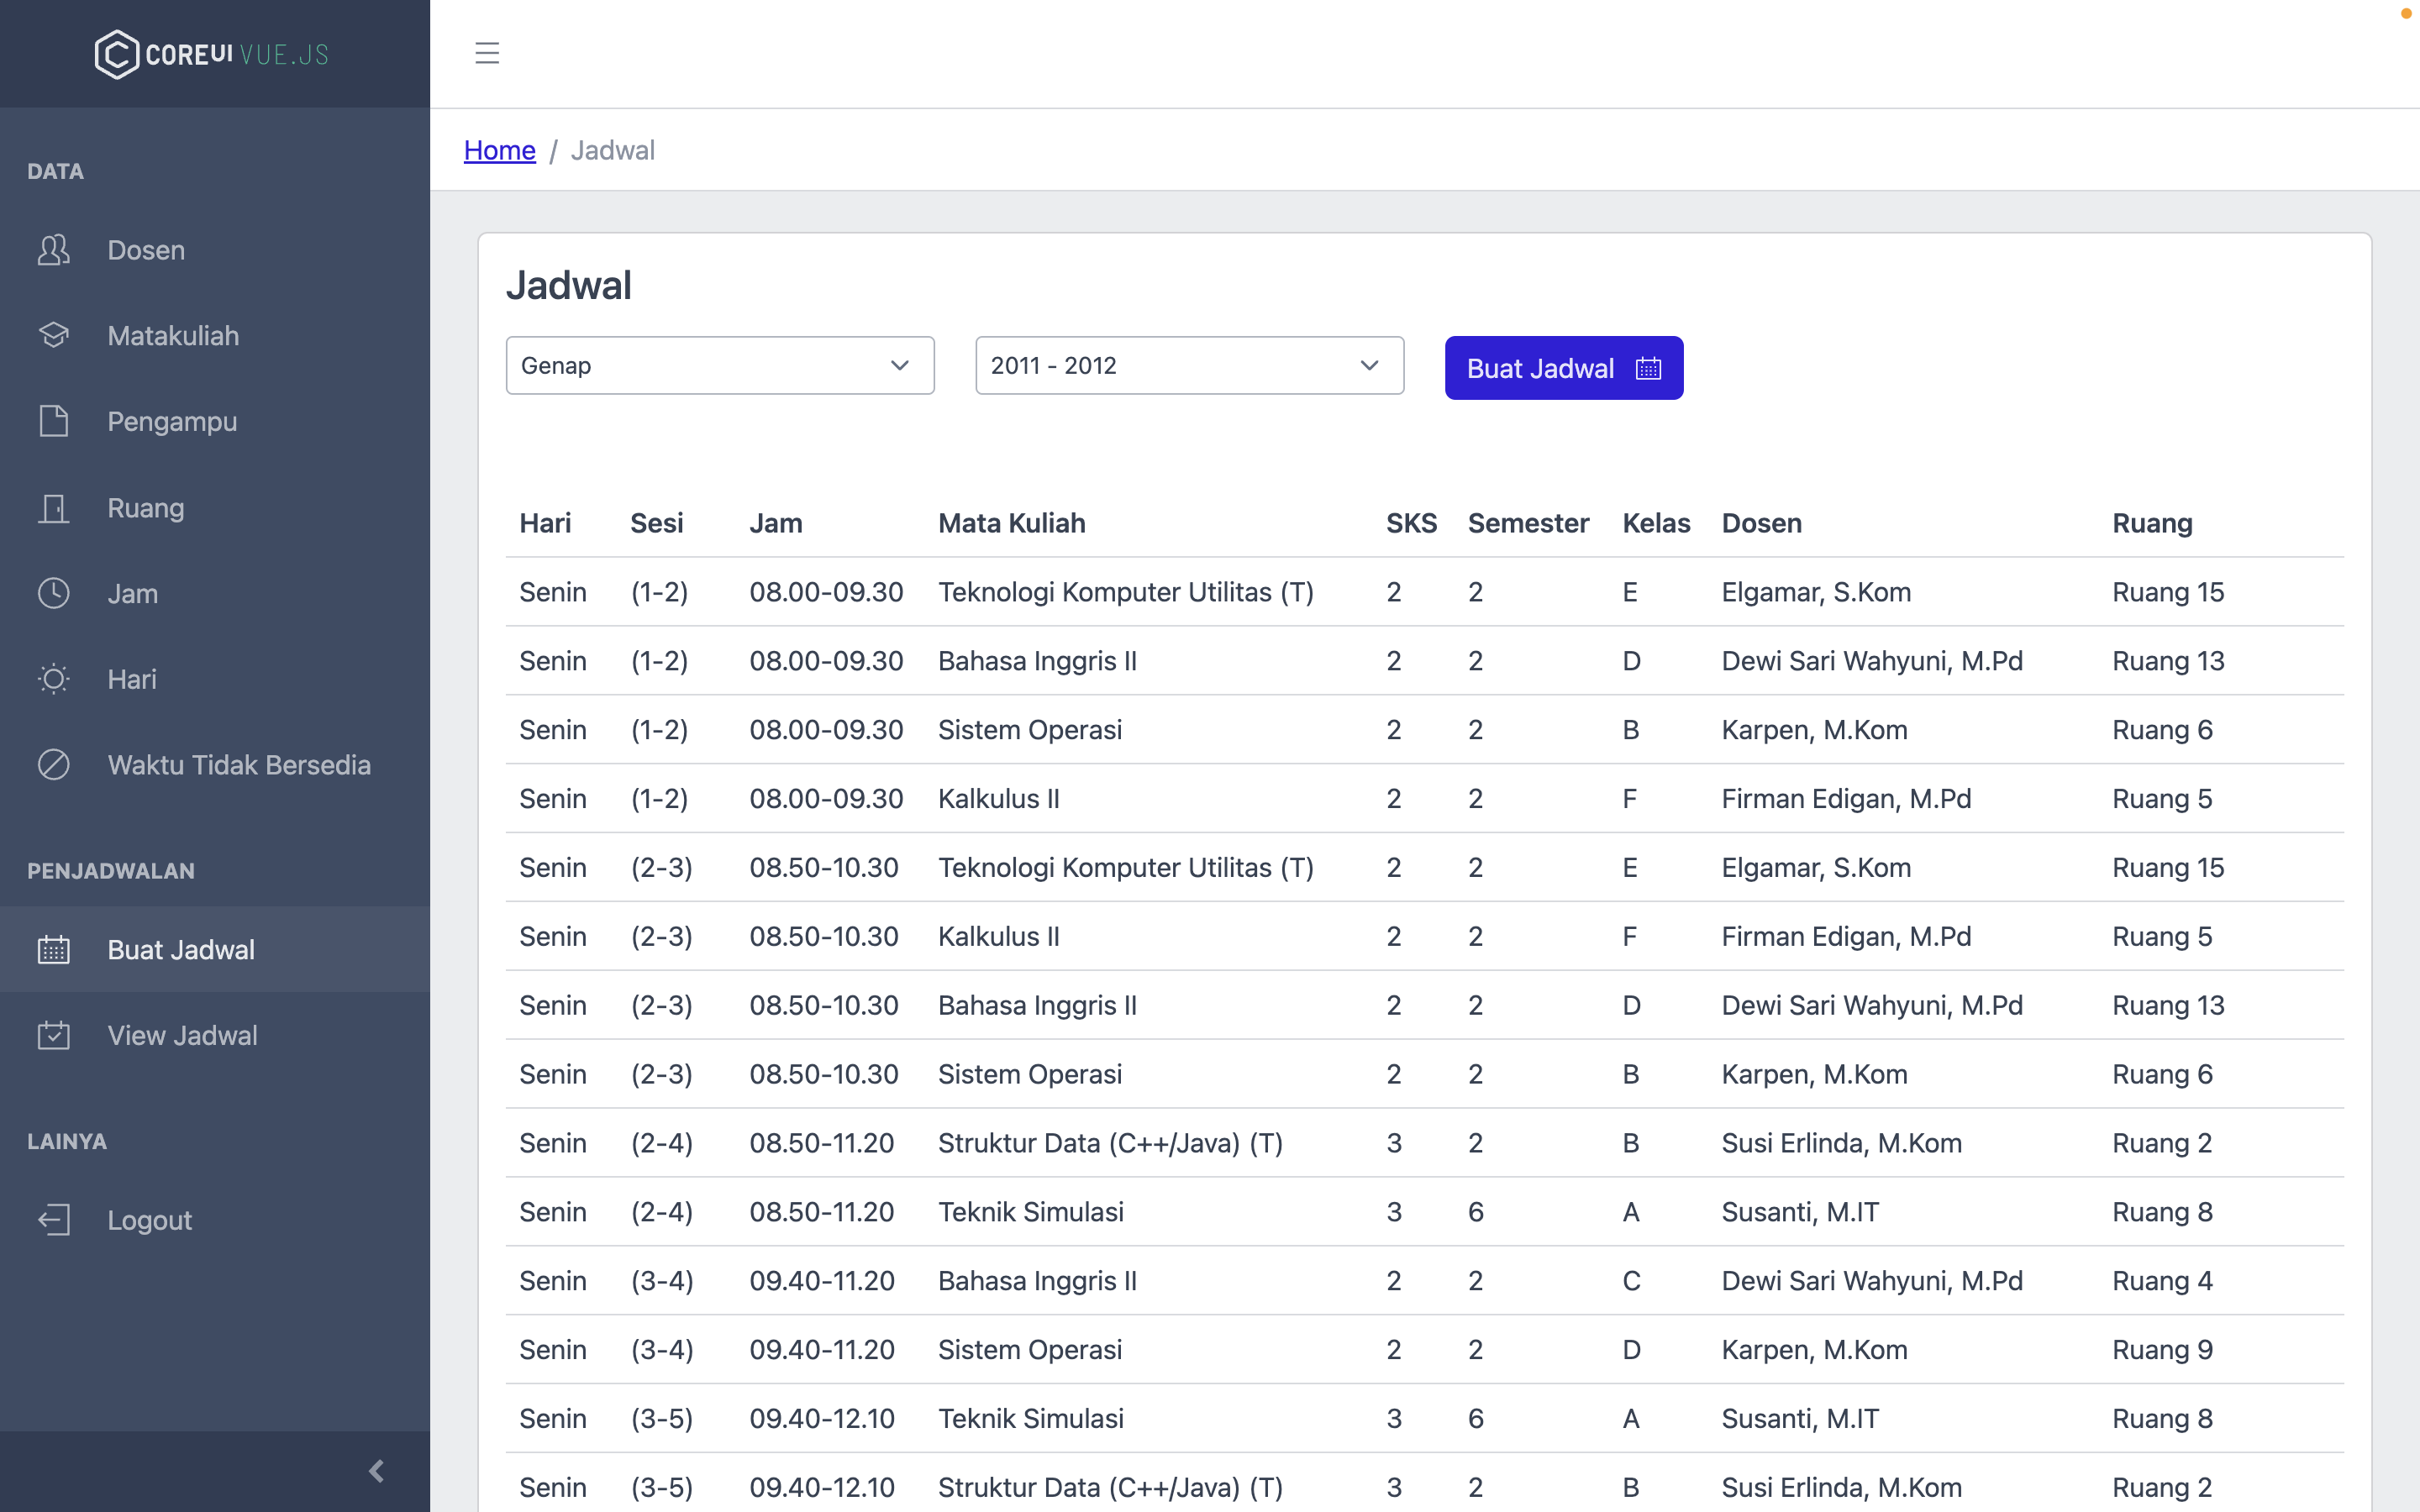 COREUI VUE.JS
DATA
Dosen
Matakuliah
Pengampu
Ruang
Jam
Hari
Waktu Tidak Bersedia
PENJADWALAN
Buat Jadwal
View Jadwal
LAINYA
Logout
Home / Jadwal
Jadwal
Genap 2011 - 2012 Buat Jadwal
Hari Sesi Jam Mata Kuliah SKS Semester Kelas Dosen Ruang
Senin (1-2) 08.00-09.30 Teknologi Komputer Utilitas (T) 2 2 E Elgamar, S.Kom Ruang 15
Senin (1-2) 08.00-09.30 Bahasa Inggris II 2 2 D Dewi Sari Wahyuni, M.Pd Ruang 13
Senin (1-2) 08.00-09.30 Sistem Operasi 2 2 B Karpen, M.Kom Ruang 6
Senin (1-2) 08.00-09.30 Kalkulus II 2 2 F Firman Edigan, M.Pd Ruang 5
Senin (2-3) 08.50-10.30 Teknologi Komputer Utilitas (T) 2 2 E Elgamar, S.Kom Ruang 15
Senin (2-3) 08.50-10.30 Kalkulus II 2 2 F Firman Edigan, M.Pd Ruang 5
Senin (2-3) 08.50-10.30 Bahasa Inggris II 2 2 D Dewi Sari Wahyuni, M.Pd Ruang 13
Senin (2-3) 08.50-10.30 Sistem Operasi 2 2 B Karpen, M.Kom Ruang 6
Senin (2-4) 08.50-11.20 Struktur Data (C++/Java) (T) 3 2 B Susi Erlinda, M.Kom Ruang 2
Senin (2-4) 08.50-11.20 Teknik Simulasi 3 6 A Susanti, M.IT Ruang 8
Senin (3-4) 09.40-11.20 Bahasa Inggris II 2 2 C Dewi Sari Wahyuni, M.Pd Ruang 4
Senin (3-4) 09.40-11.20 Sistem Operasi 2 2 D Karpen, M.Kom Ruang 9
Senin (3-5) 09.40-12.10 Teknik Simulasi 3 6 A Susanti, M.IT Ruang 8
Senin (3-5) 09.40-12.10 Struktur Data (C++/Java) (T) 3 2 B Susi Erlinda, M.Kom Ruang 2